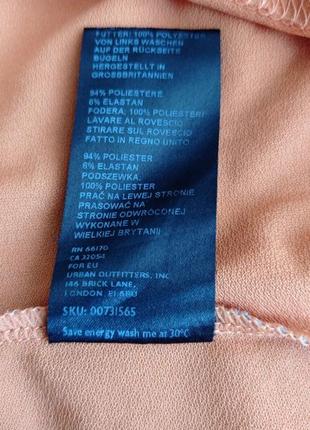 FUTTER: 100% POLYESTER
VON LINKS WASCHEN
AUF DER RÜCKSEITE
BÜGELN
HERGESTELLT IN
GROSSBRITANNIEN
94% POLIESTERE
6% ELASTAN
FODERA: 100% POLIESTERE
LAVARE AL ROVESCIO
STIRARE SUL ROVESCIO
FATTO IN REGNO UNITO
94% POLIESTER
6% ELASTAN
PODSZEWKA:
100% POLIESTER
PRAĆ NA LEWEJ STRONIE
PRASOWAĆ NA
STRONIE ODWRÓCONEJ
WYKONANE W
WIELKIEJ BRYTANII
RN 66170
CA 32054
FOR EU
URBAN OUTFITTERS, INC
146 BRICK LANE,
LONDON. E1 6RU
SKU: 00731565
Save energy wash me at 30°C